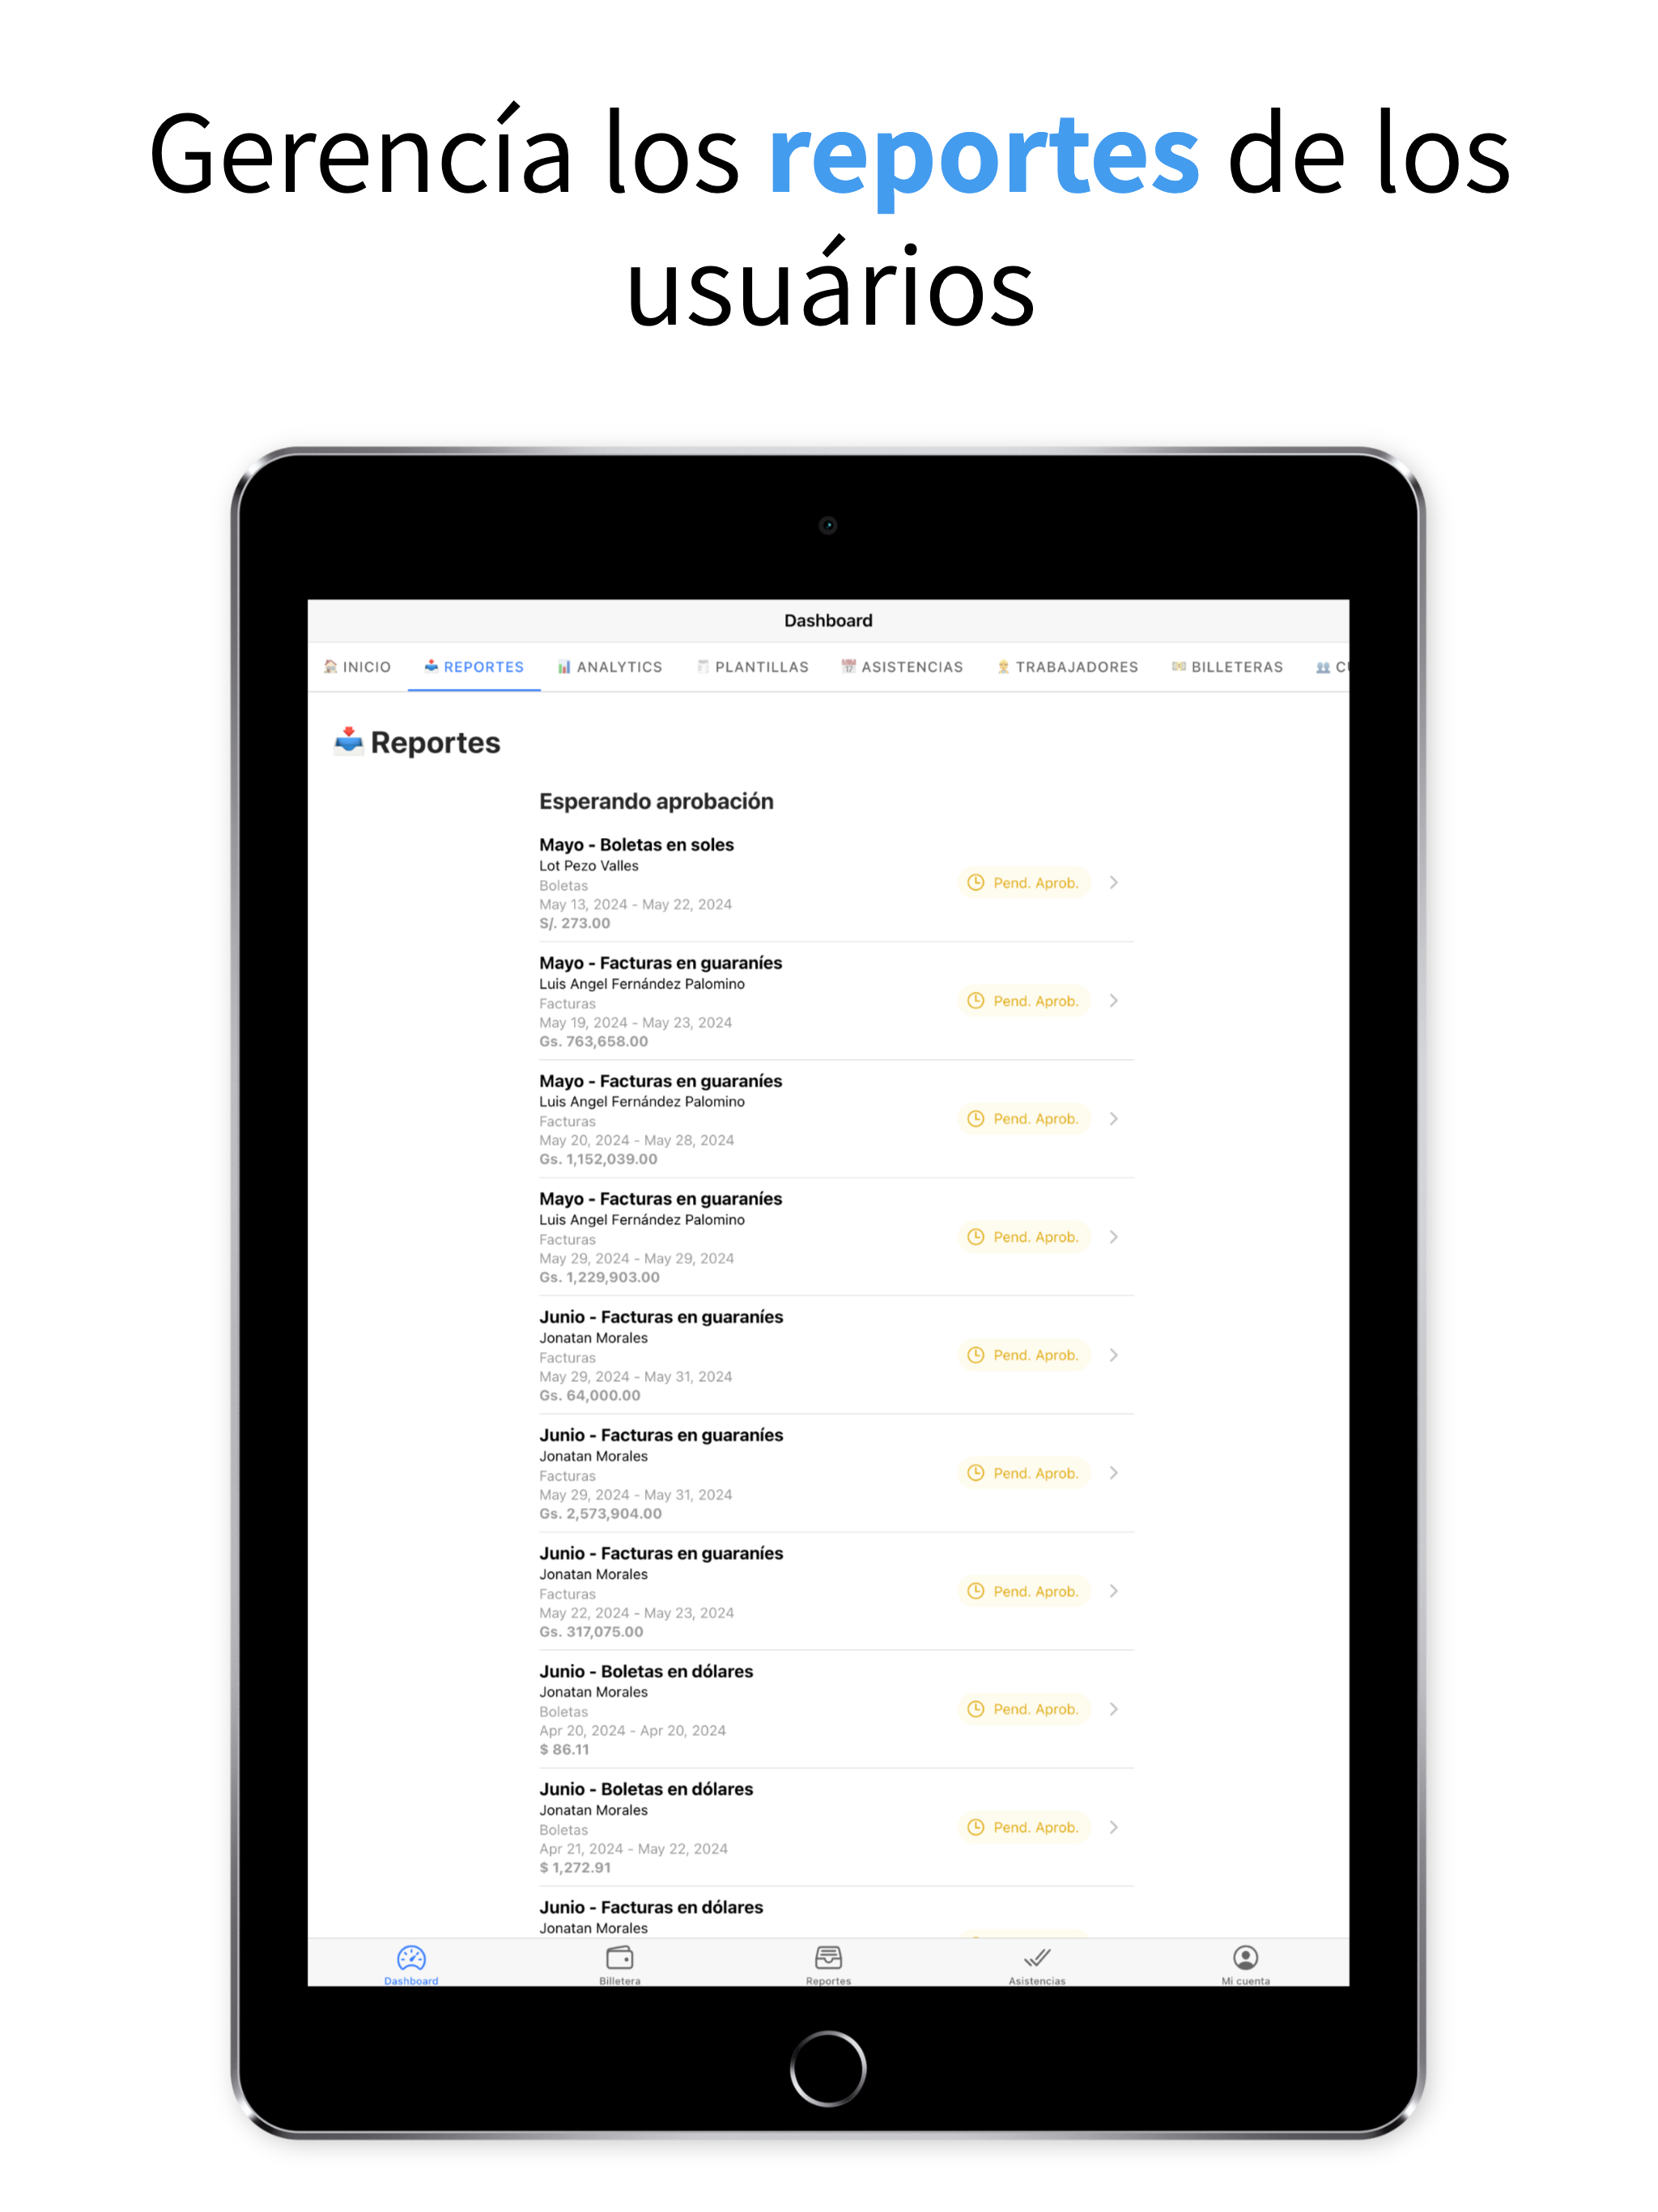 Gerencía los reportes de los
usuários
Dashboard
INICIO REPORTES ANALYTICS PLANTILLAS ASISTENCIAS TRABAJADORES BILLETERAS
Reportes
Esperando aprobación
Mayo - Boletas en soles
Lot Pezo Valles
Boletas
May 13, 2024 - May 22, 2024
S/. 273.00
Pend. Aprob.
Mayo - Facturas en guaraníes
Luis Angel Fernández Palomino
Facturas
May 19, 2024 - May 23, 2024
Gs. 763,658.00
Pend. Aprob.
Mayo - Facturas en guaraníes
Luis Angel Fernández Palomino
Facturas
May 20, 2024 - May 28, 2024
Gs. 1,152,039.00
Pend. Aprob.
Mayo - Facturas en guaraníes
Luis Angel Fernández Palomino
Facturas
May 29, 2024 - May 29, 2024
Gs. 1,229,903.00
Pend. Aprob.
Junio - Facturas en guaraníes
Jonatan Morales
Facturas
May 29, 2024 - May 31, 2024
Gs. 64,000.00
Pend. Aprob.
Junio - Facturas en guaraníes
Jonatan Morales
Facturas
May 29, 2024 - May 31, 2024
Gs. 2,573,904.00
Pend. Aprob.
Junio - Facturas en guaraníes
Jonatan Morales
Facturas
May 22, 2024 - May 23, 2024
Gs. 317,075.00
Pend. Aprob.
Junio - Boletas en dólares
Jonatan Morales
Boletas
Apr 20, 2024 - Apr 20, 2024
$ 86.11
Pend. Aprob.
Junio - Boletas en dólares
Jonatan Morales
Boletas
Apr 21, 2024 - May 22, 2024
$ 1,272.91
Pend. Aprob.
Junio - Facturas en dólares
Jonatan Morales
Dashboard Billetera Reportes Asistencias Mi cuenta